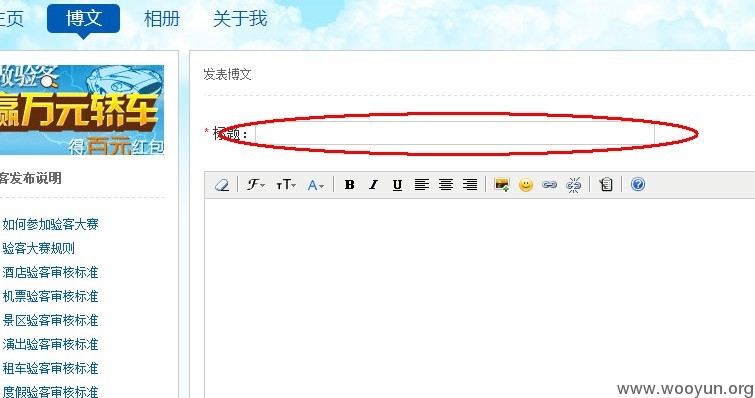 主页 博文 相册 关于我
做验客
赢万元轿车
得百元红包
客发布说明
如何参加验客大赛
验客大赛规则
酒店验客审核标准
机票验客审核标准
景区验客审核标准
演出验客审核标准
租车验客审核标准
度假验客审核标准
发表博文
* 标题：
F TT A B I U
www.wooyun.org